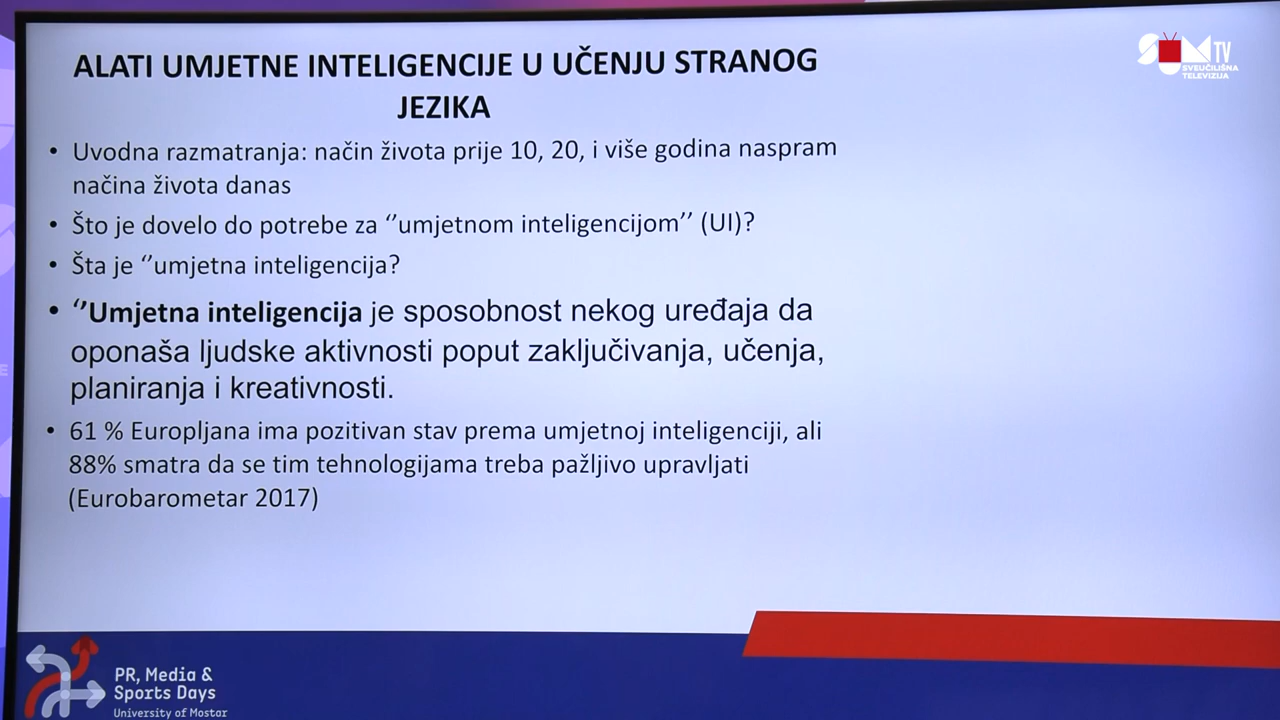 ALATI UMJETNE INTELIGENCIJE U UČENJU STRANOG
JEZIKA
• Uvodna razmatranja: način života prije 10, 20, i više godina naspram
načina života danas
• Što je dovelo do potrebe za ‘’umjetnom inteligencijom’’ (UI)?
• Šta je ‘’umjetna inteligencija?
• ‘’Umjetna inteligencija je sposobnost nekog uređaja da
oponaša ljudske aktivnosti poput zaključivanja, učenja,
planiranja i kreativnosti.
• 61 % Europljana ima pozitivan stav prema umjetnoj inteligenciji, ali
88% smatra da se tim tehnologijama treba pažljivo upravljati
(Eurobarometar 2017)
SUM TV
SVEUČILIŠNA
TELEVIZIJA
PR, Media &
Sports Days
University of Mostar